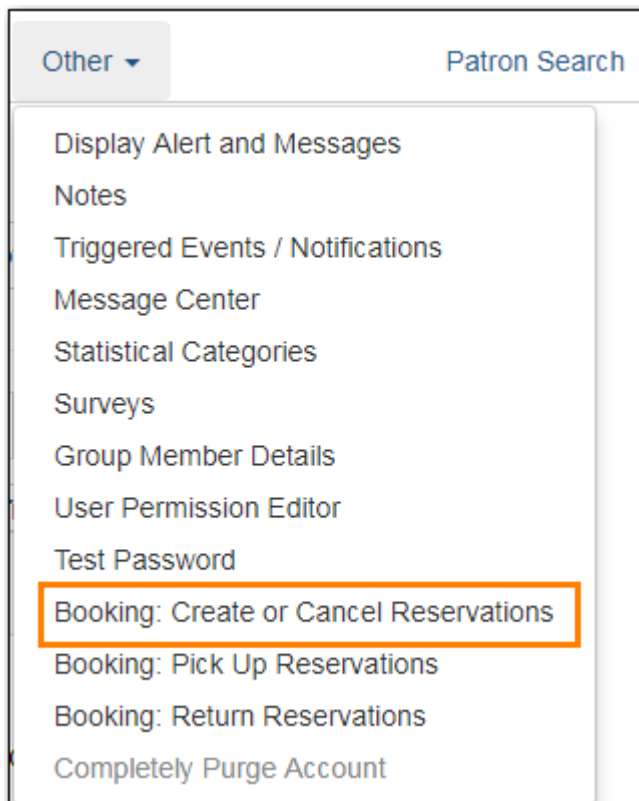 Other Patron Search
Display Alert and Messages
Notes
Triggered Events / Notifications
Message Center
Statistical Categories
Surveys
Group Member Details
User Permission Editor
Test Password
Booking: Create or Cancel Reservations
Booking: Pick Up Reservations
Booking: Return Reservations
Completely Purge Account